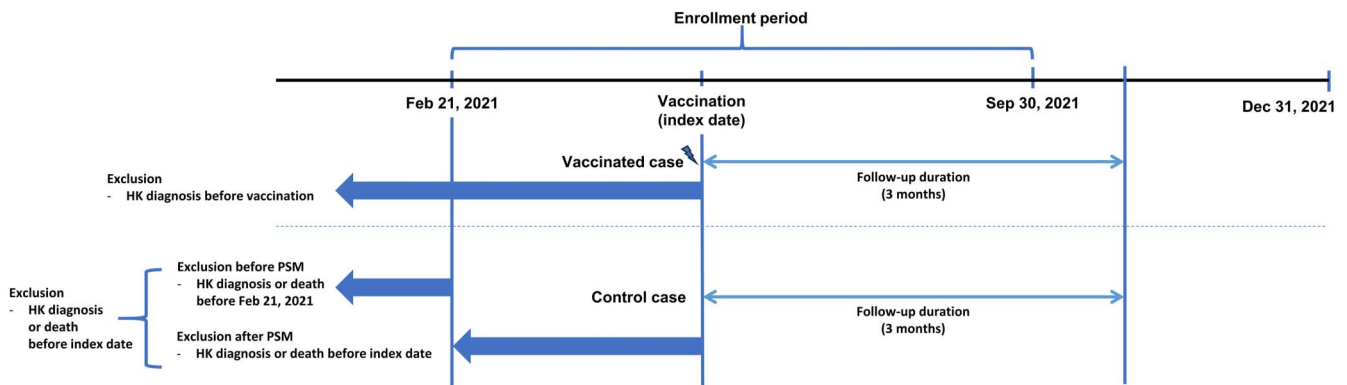 Enrollment period
Feb 21, 2021
Vaccination
(index date)
Sep 30, 2021
Dec 31, 2021
Vaccinated case
Follow-up duration
(3 months)
Exclusion
- HK diagnosis before vaccination
Exclusion before PSM
- HK diagnosis or death
before Feb 21, 2021
Exclusion
- HK diagnosis
or death
before index date
Control case
Follow-up duration
(3 months)
Exclusion after PSM
- HK diagnosis or death before index date